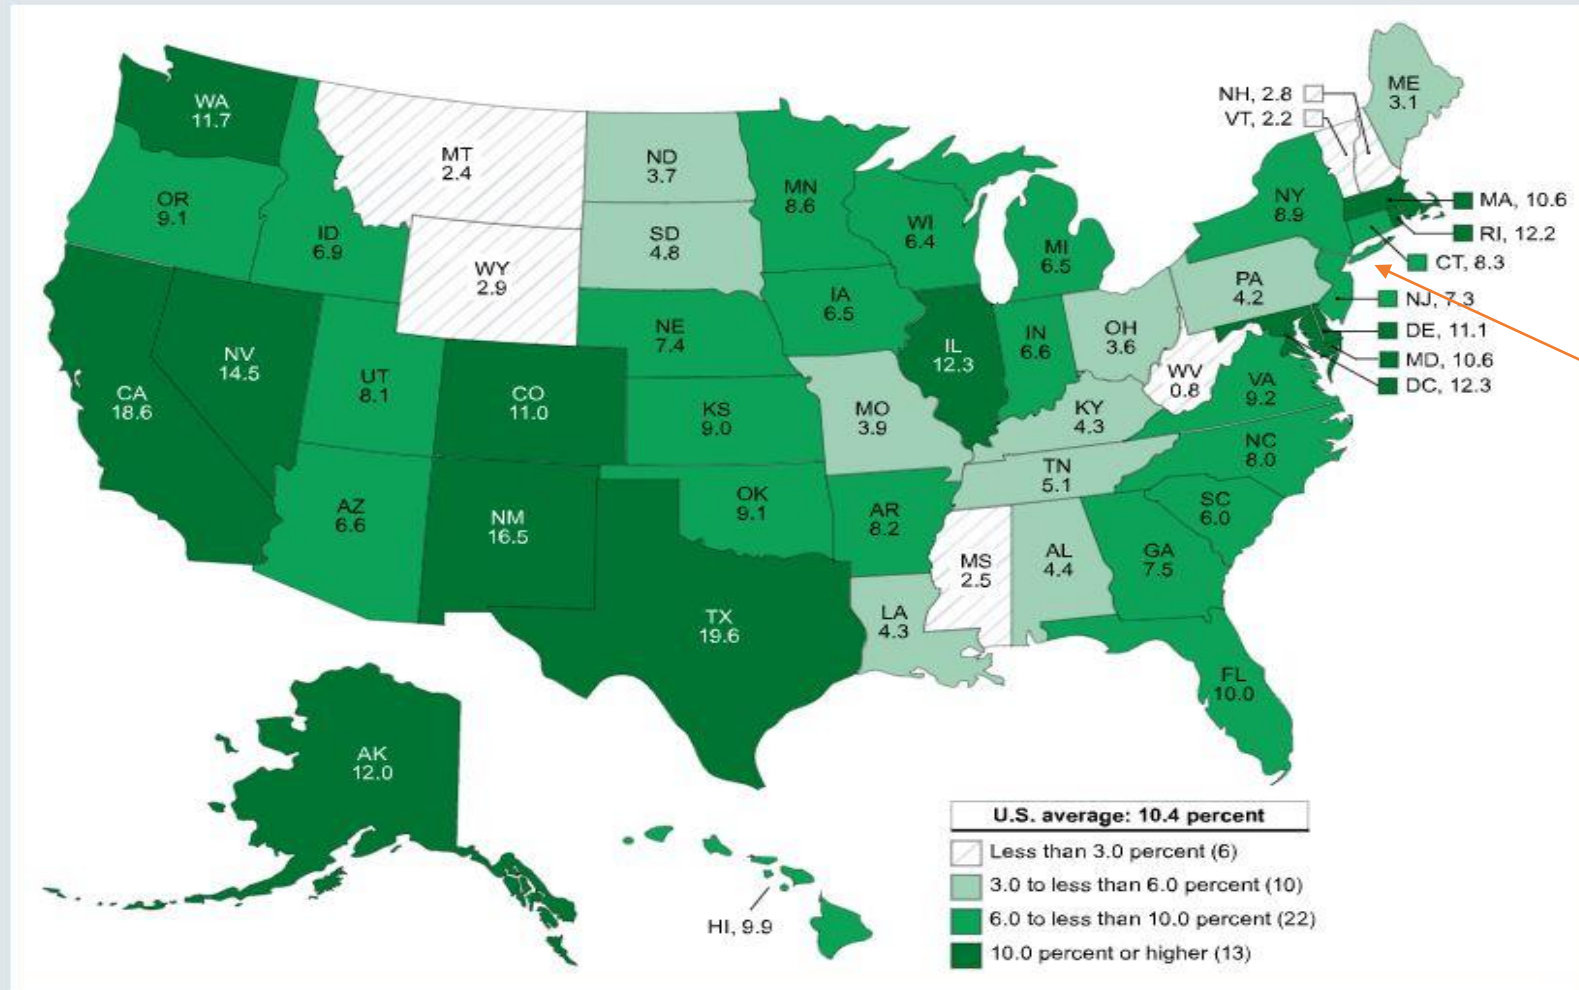 WA
11.7
OR
9.1
CA
18.6
NV
14.5
ID
6.9
MT
2.4
WY
2.9
UT
8.1
AZ
6.6
CO
11.0
NM
16.5
ND
3.7
SD
4.8
NE
7.4
KS
9.0
OK
9.1
TX
19.6
MN
8.6
IA
6.5
MO
3.9
AR
8.2
LA
4.3
WI
6.4
IL
12.3
MI
6.5
IN
6.6
OH
3.6
KY
4.3
TN
5.1
MS
2.5
AL
4.4
GA
7.5
FL
10.0
SC
6.0
NC
8.0
VA
9.2
WV
0.8
PA
4.2
NY
8.9
ME
3.1
NH, 2.8
VT, 2.2
MA, 10.6
RI, 12.2
CT, 8.3
NJ, 7.3
DE, 11.1
MD, 10.6
DC, 12.3
AK
12.0
HI, 9.9
U.S. average: 10.4 percent
Less than 3.0 percent (6)
3.0 to less than 6.0 percent (10)
6.0 to less than 10.0 percent (22)
10.0 percent or higher (13)